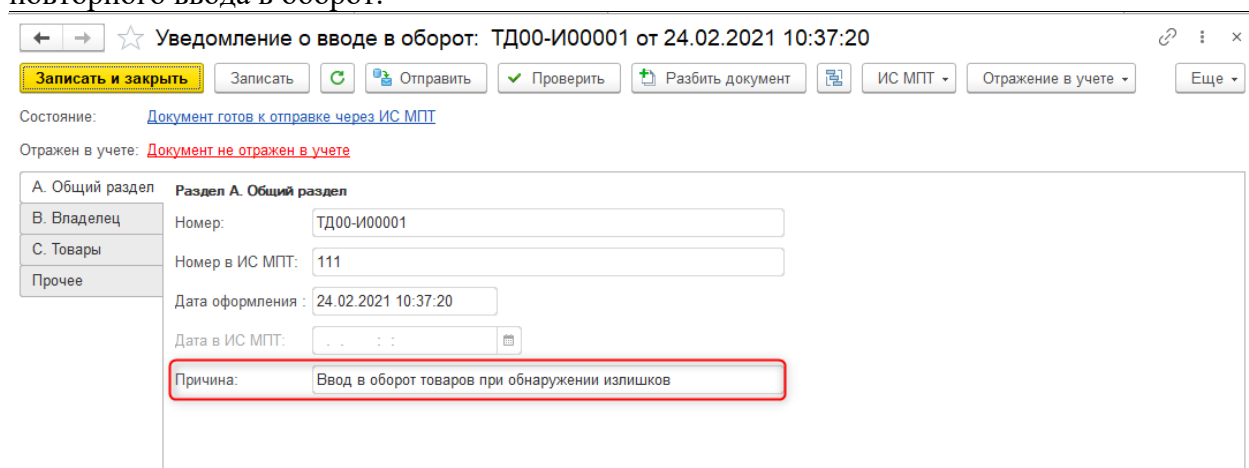 повторного ввода в оборот.
Уведомление о вводе в оборот: ТД00-И00001 от 24.02.2021 10:37:20
Записать и закрыть Записать Отправить Проверить Разбить документ ИС МПТ Отражение в учете Еще
Состояние: Документ готов к отправке через ИС МПТ
Отражен в учете: Документ не отражен в учете
А. Общий раздел Раздел А. Общий раздел
В. Владелец Номер: ТД00-И00001
С. Товары
Номер в ИС МПТ: 111
Прочее
Дата оформления : 24.02.2021 10:37:20
Дата в ИС МПТ: . . : :
Причина: Ввод в оборот товаров при обнаружении излишков